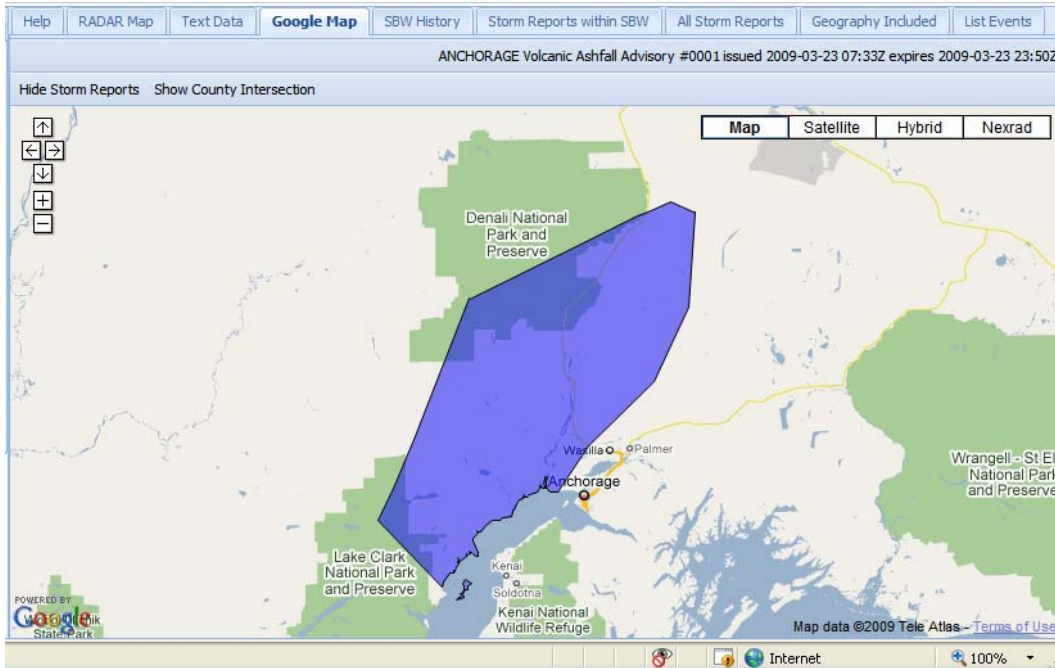 Help RADAR Map Text Data Google Map SBW History Storm Reports within SBW All Storm Reports Geography Included List Events
ANCHORAGE Volcanic Ashfall Advisory #0001 issued 2009-03-23 07:33Z expires 2009-03-23 23:50Z
Hide Storm Reports Show County Intersection
Map Satellite Hybrid Nexrad
Denali National
Park and
Preserve
Wasilla Palmer
Anchorage
Wrangell - St El
National Park
and Preserve
Lake Clark
National Park
and Preserve
Kenai
Soldotna
Kenai National
Wildlife Refuge
POWERED BY
Google
State Park
Map data ©2009 Tele Atlas - Terms of Use
Internet 100%